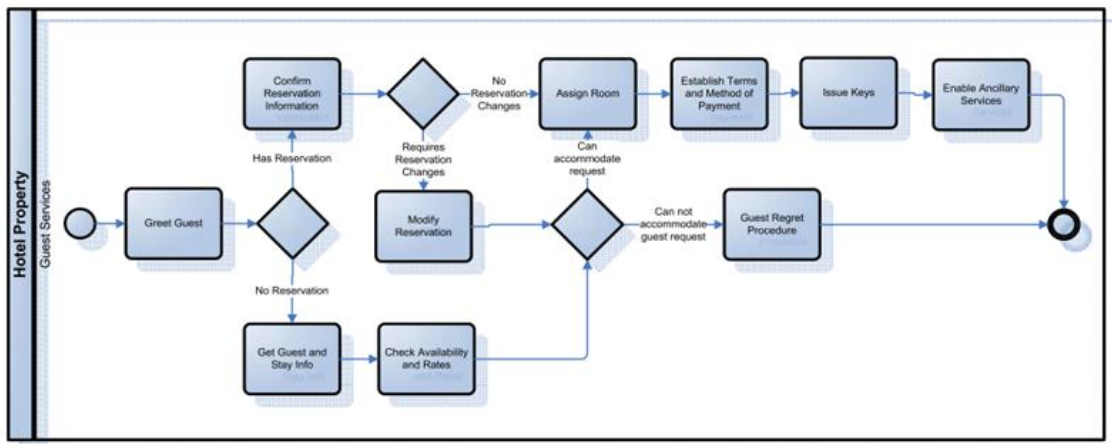 Hotel Property
Guest Services
Greet Guest
Has Reservation
Confirm
Reservation
Information
No
Reservation
Changes
Requires
Reservation
Changes
Modify
Reservation
No Reservation
Get Guest and
Stay Info
Check Availability
and Rates
Can
accommodate
request
Assign Room
Establish Terms
and Method of
Payment
Issue Keys
Enable Ancillary
Services
Can not
accommodate
guest request
Guest Regret
Procedure